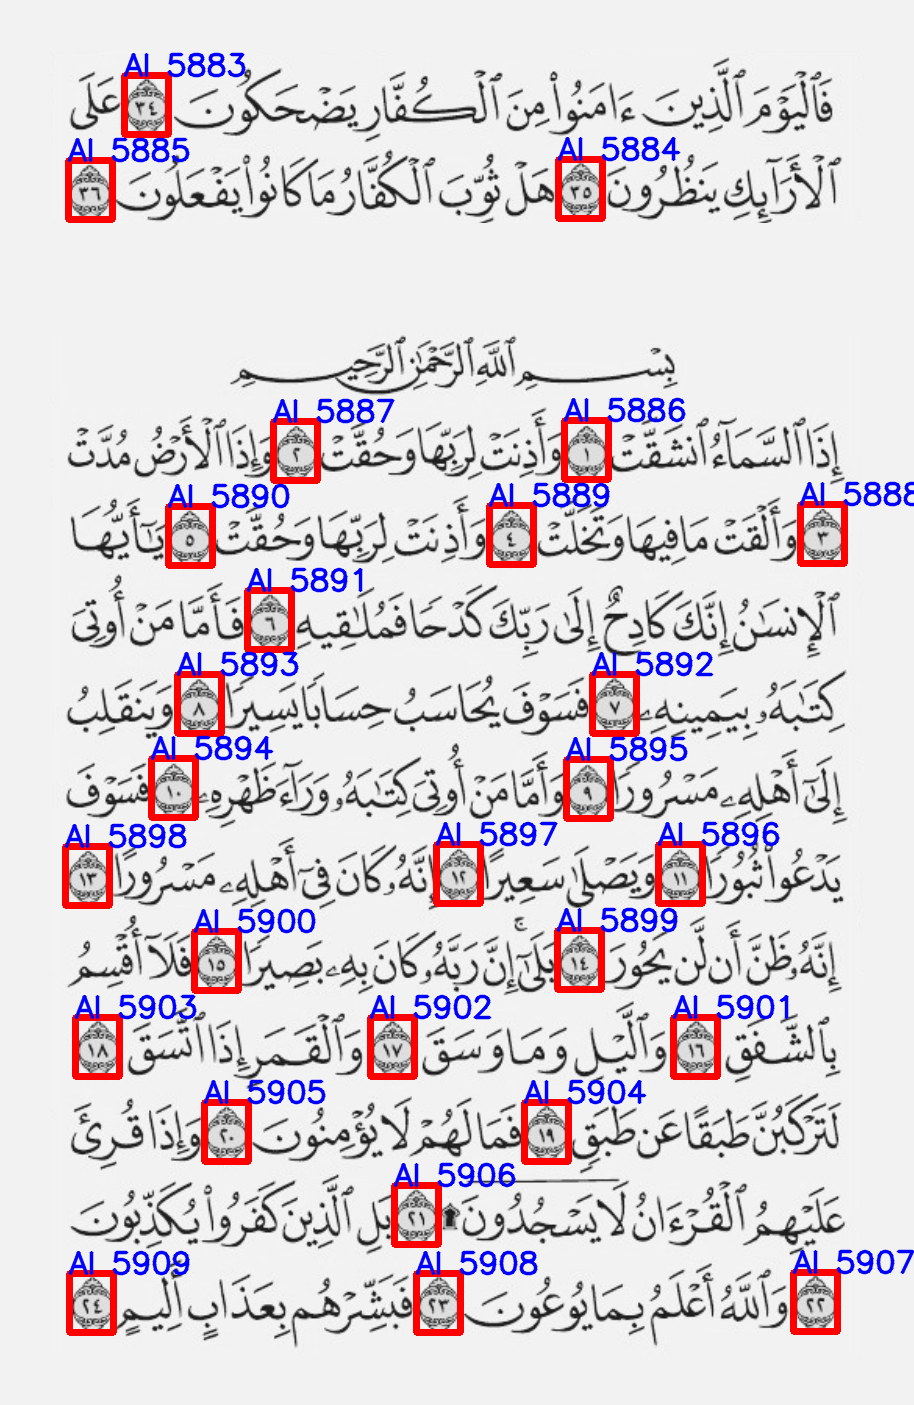 AI 5883
فَٱلۡيَوۡمَ ٱلَّذِينَ ءَامَنُواْ مِنَ ٱلۡكُفَّارِ يَضۡحَكُونَ ٣٤ عَلَى
AI 5885 AI 5884
ٱلۡأَرَآئِكِ يَنظُرُونَ ٣٥ هَلۡ ثُوِّبَ ٱلۡكُفَّارُ مَا كَانُواْ يَفۡعَلُونَ ٣٦
بِسۡمِ ٱللَّهِ ٱلرَّحۡمَٰنِ ٱلرَّحِيمِ
AI 5887 AI 5886
إِذَا ٱلسَّمَآءُ ٱنشَقَّتۡ ١ وَأَذِنَتۡ لِرَبِّهَا وَحُقَّتۡ ٢ وَإِذَا ٱلۡأَرۡضُ مُدَّتۡ
AI 5890 AI 5889 AI 5888
٣ وَأَلۡقَتۡ مَا فِيهَا وَتَخَلَّتۡ ٤ وَأَذِنَتۡ لِرَبِّهَا وَحُقَّتۡ ٥ يَٰٓأَيُّهَا
AI 5891
ٱلۡإِنسَٰنُ إِنَّكَ كَادِحٌ إِلَىٰ رَبِّكَ كَدۡحٗا فَمُلَٰقِيهِ ٦ فَأَمَّا مَنۡ أُوتِيَ
AI 5893 AI 5892
كِتَٰبَهُۥ بِيَمِينِهِۦ ٧ فَسَوۡفَ يُحَاسَبُ حِسَابٗا يَسِيرٗا ٨ وَيَنقَلِبُ
AI 5894 AI 5895
إِلَىٰٓ أَهۡلِهِۦ مَسۡرُورٗا ٩ وَأَمَّا مَنۡ أُوتِيَ كِتَٰبَهُۥ وَرَآءَ ظَهۡرِهِۦ ١٠ فَسَوۡفَ
AI 5898 AI 5897 AI 5896
يَدۡعُواْ ثُبُورٗا ١١ وَيَصۡلَىٰ سَعِيرًا ١٢ إِنَّهُۥ كَانَ فِيٓ أَهۡلِهِۦ مَسۡرُورًا ١٣
AI 5900 AI 5899
إِنَّهُۥ ظَنَّ أَن لَّن يَحُورَ ١٤ بَلَىٰٓۚ إِنَّ رَبَّهُۥ كَانَ بِهِۦ بَصِيرٗا ١٥ فَلَآ أُقۡسِمُ
AI 5903 AI 5902 AI 5901
بِٱلشَّفَقِ ١٦ وَٱلَّيۡلِ وَمَا وَسَقَ ١٧ وَٱلۡقَمَرِ إِذَا ٱتَّسَقَ ١٨
AI 5905 AI 5904
لَتَرۡكَبُنَّ طَبَقًا عَن طَبَقٖ ١٩ فَمَا لَهُمۡ لَا يُؤۡمِنُونَ ٢٠ وَإِذَا قُرِئَ
AI 5906
عَلَيۡهِمُ ٱلۡقُرۡءَانُ لَا يَسۡجُدُونَۤ۩ ٢١ بَلِ ٱلَّذِينَ كَفَرُواْ يُكَذِّبُونَ
AI 5909 AI 5908 AI 5907
٢٢ وَٱللَّهُ أَعۡلَمُ بِمَا يُوعُونَ ٢٣ فَبَشِّرۡهُم بِعَذَابٍ أَلِيمٍ ٢٤